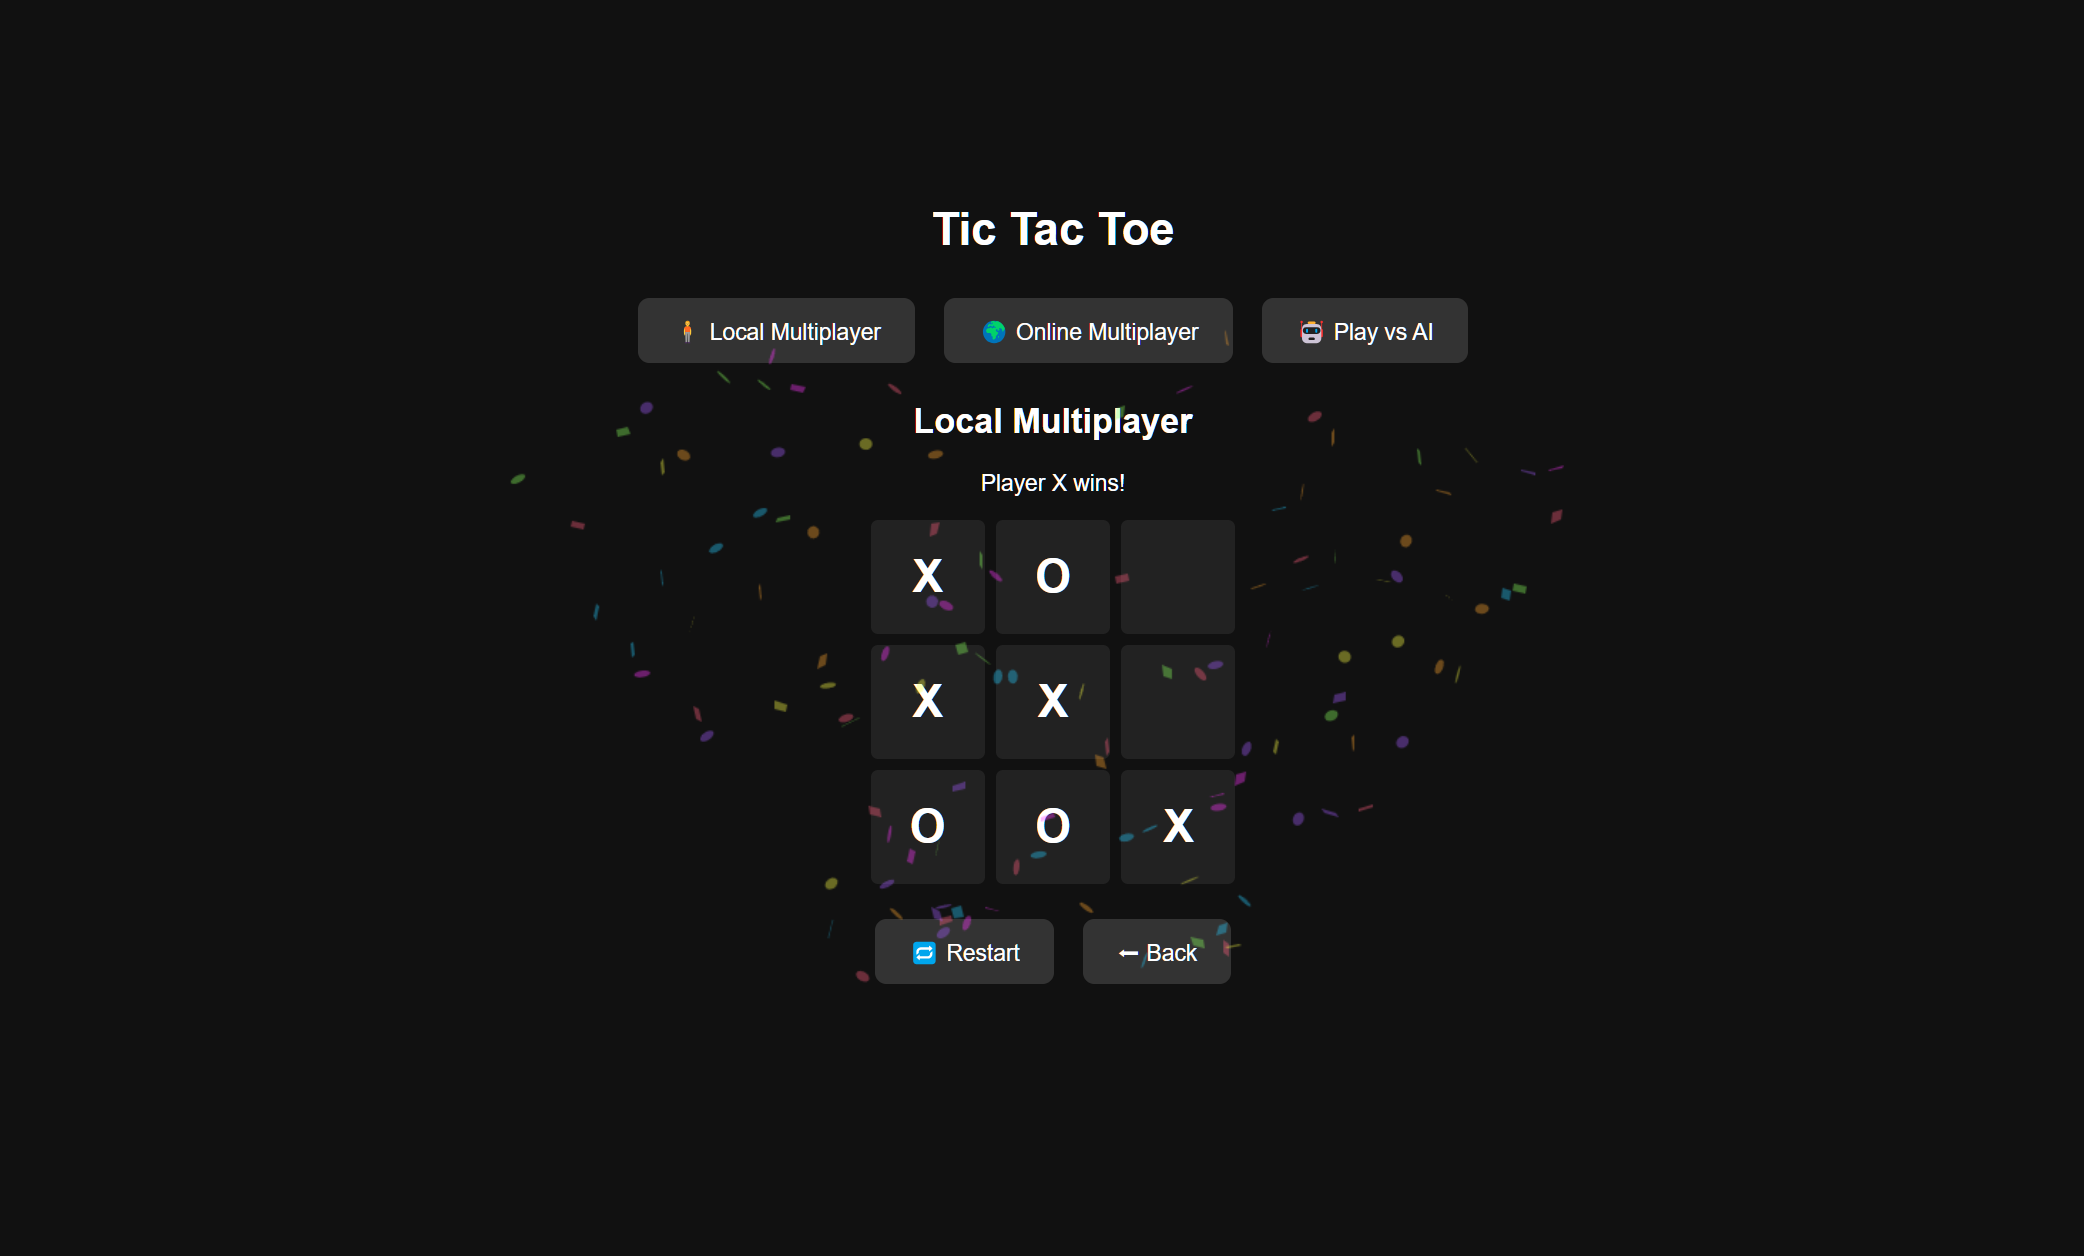 Tic Tac Toe
Local Multiplayer Online Multiplayer Play vs AI
Local Multiplayer
Player X wins!
X O
X X
O O X
Restart Back